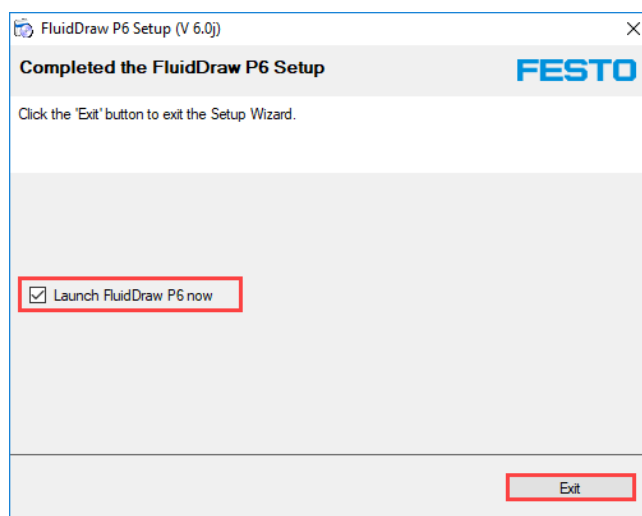 FluidDraw P6 Setup (V 6.0j)
Completed the FluidDraw P6 Setup
FESTO
Click the 'Exit' button to exit the Setup Wizard.
Launch FluidDraw P6 now
Exit